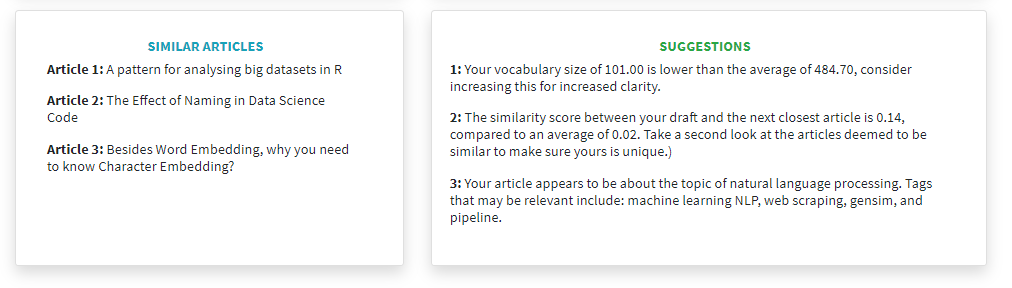 SIMILAR ARTICLES
Article 1: A pattern for analysing big datasets in R
Article 2: The Effect of Naming in Data Science
Code
Article 3: Besides Word Embedding, why you need
to know Character Embedding?
SUGGESTIONS
1: Your vocabulary size of 101.00 is lower than the average of 484.70, consider
increasing this for increased clarity.
2: The similarity score between your draft and the next closest article is 0.14,
compared to an average of 0.02. Take a second look at the articles deemed to be
similar to make sure yours is unique.)
3: Your article appears to be about the topic of natural language processing. Tags
that may be relevant include: machine learning NLP, web scraping, gensim, and
pipeline.